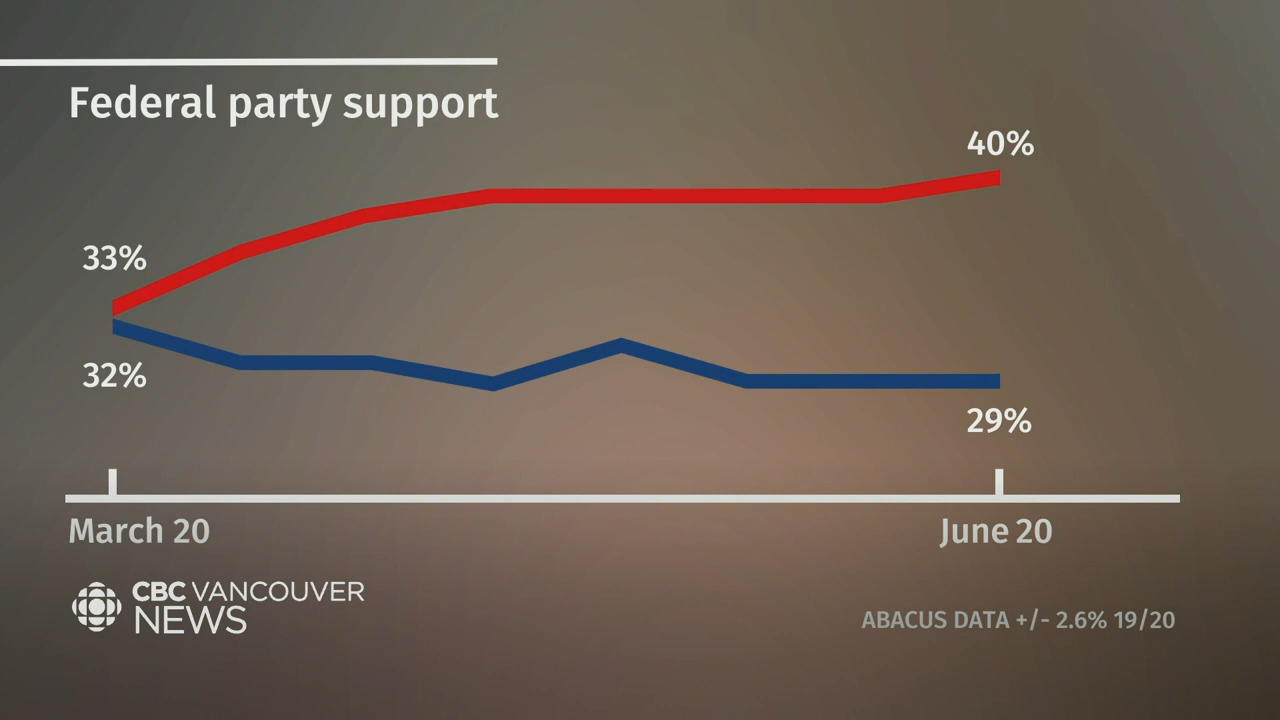 Federal party support
40%
33%
32%
29%
March 20
June 20
CBC VANCOUVER
NEWS
ABACUS DATA +/- 2.6% 19/20